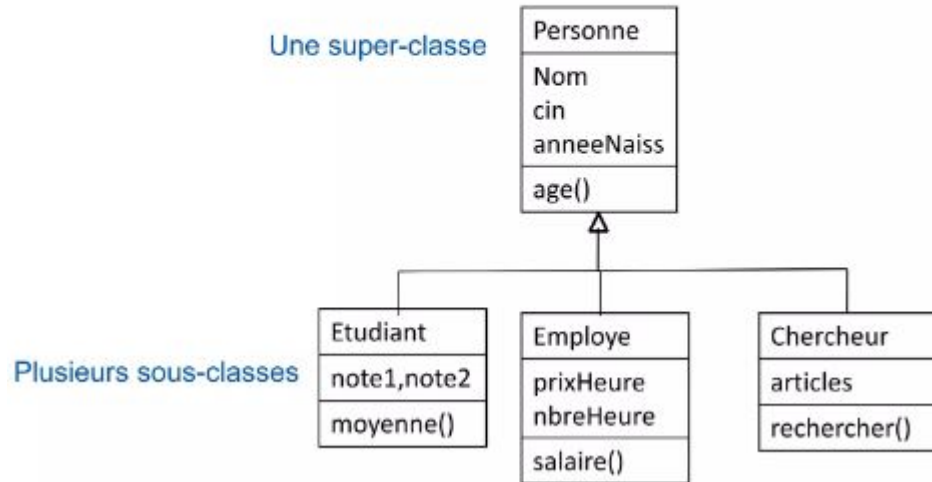 Une super-classe
Personne
Nom
cin
anneeNaiss
age()
Plusieurs sous-classes
Etudiant
note1,note2
moyenne()
Employe
prixHeure
nbreHeure
salaire()
Chercheur
articles
rechercher()